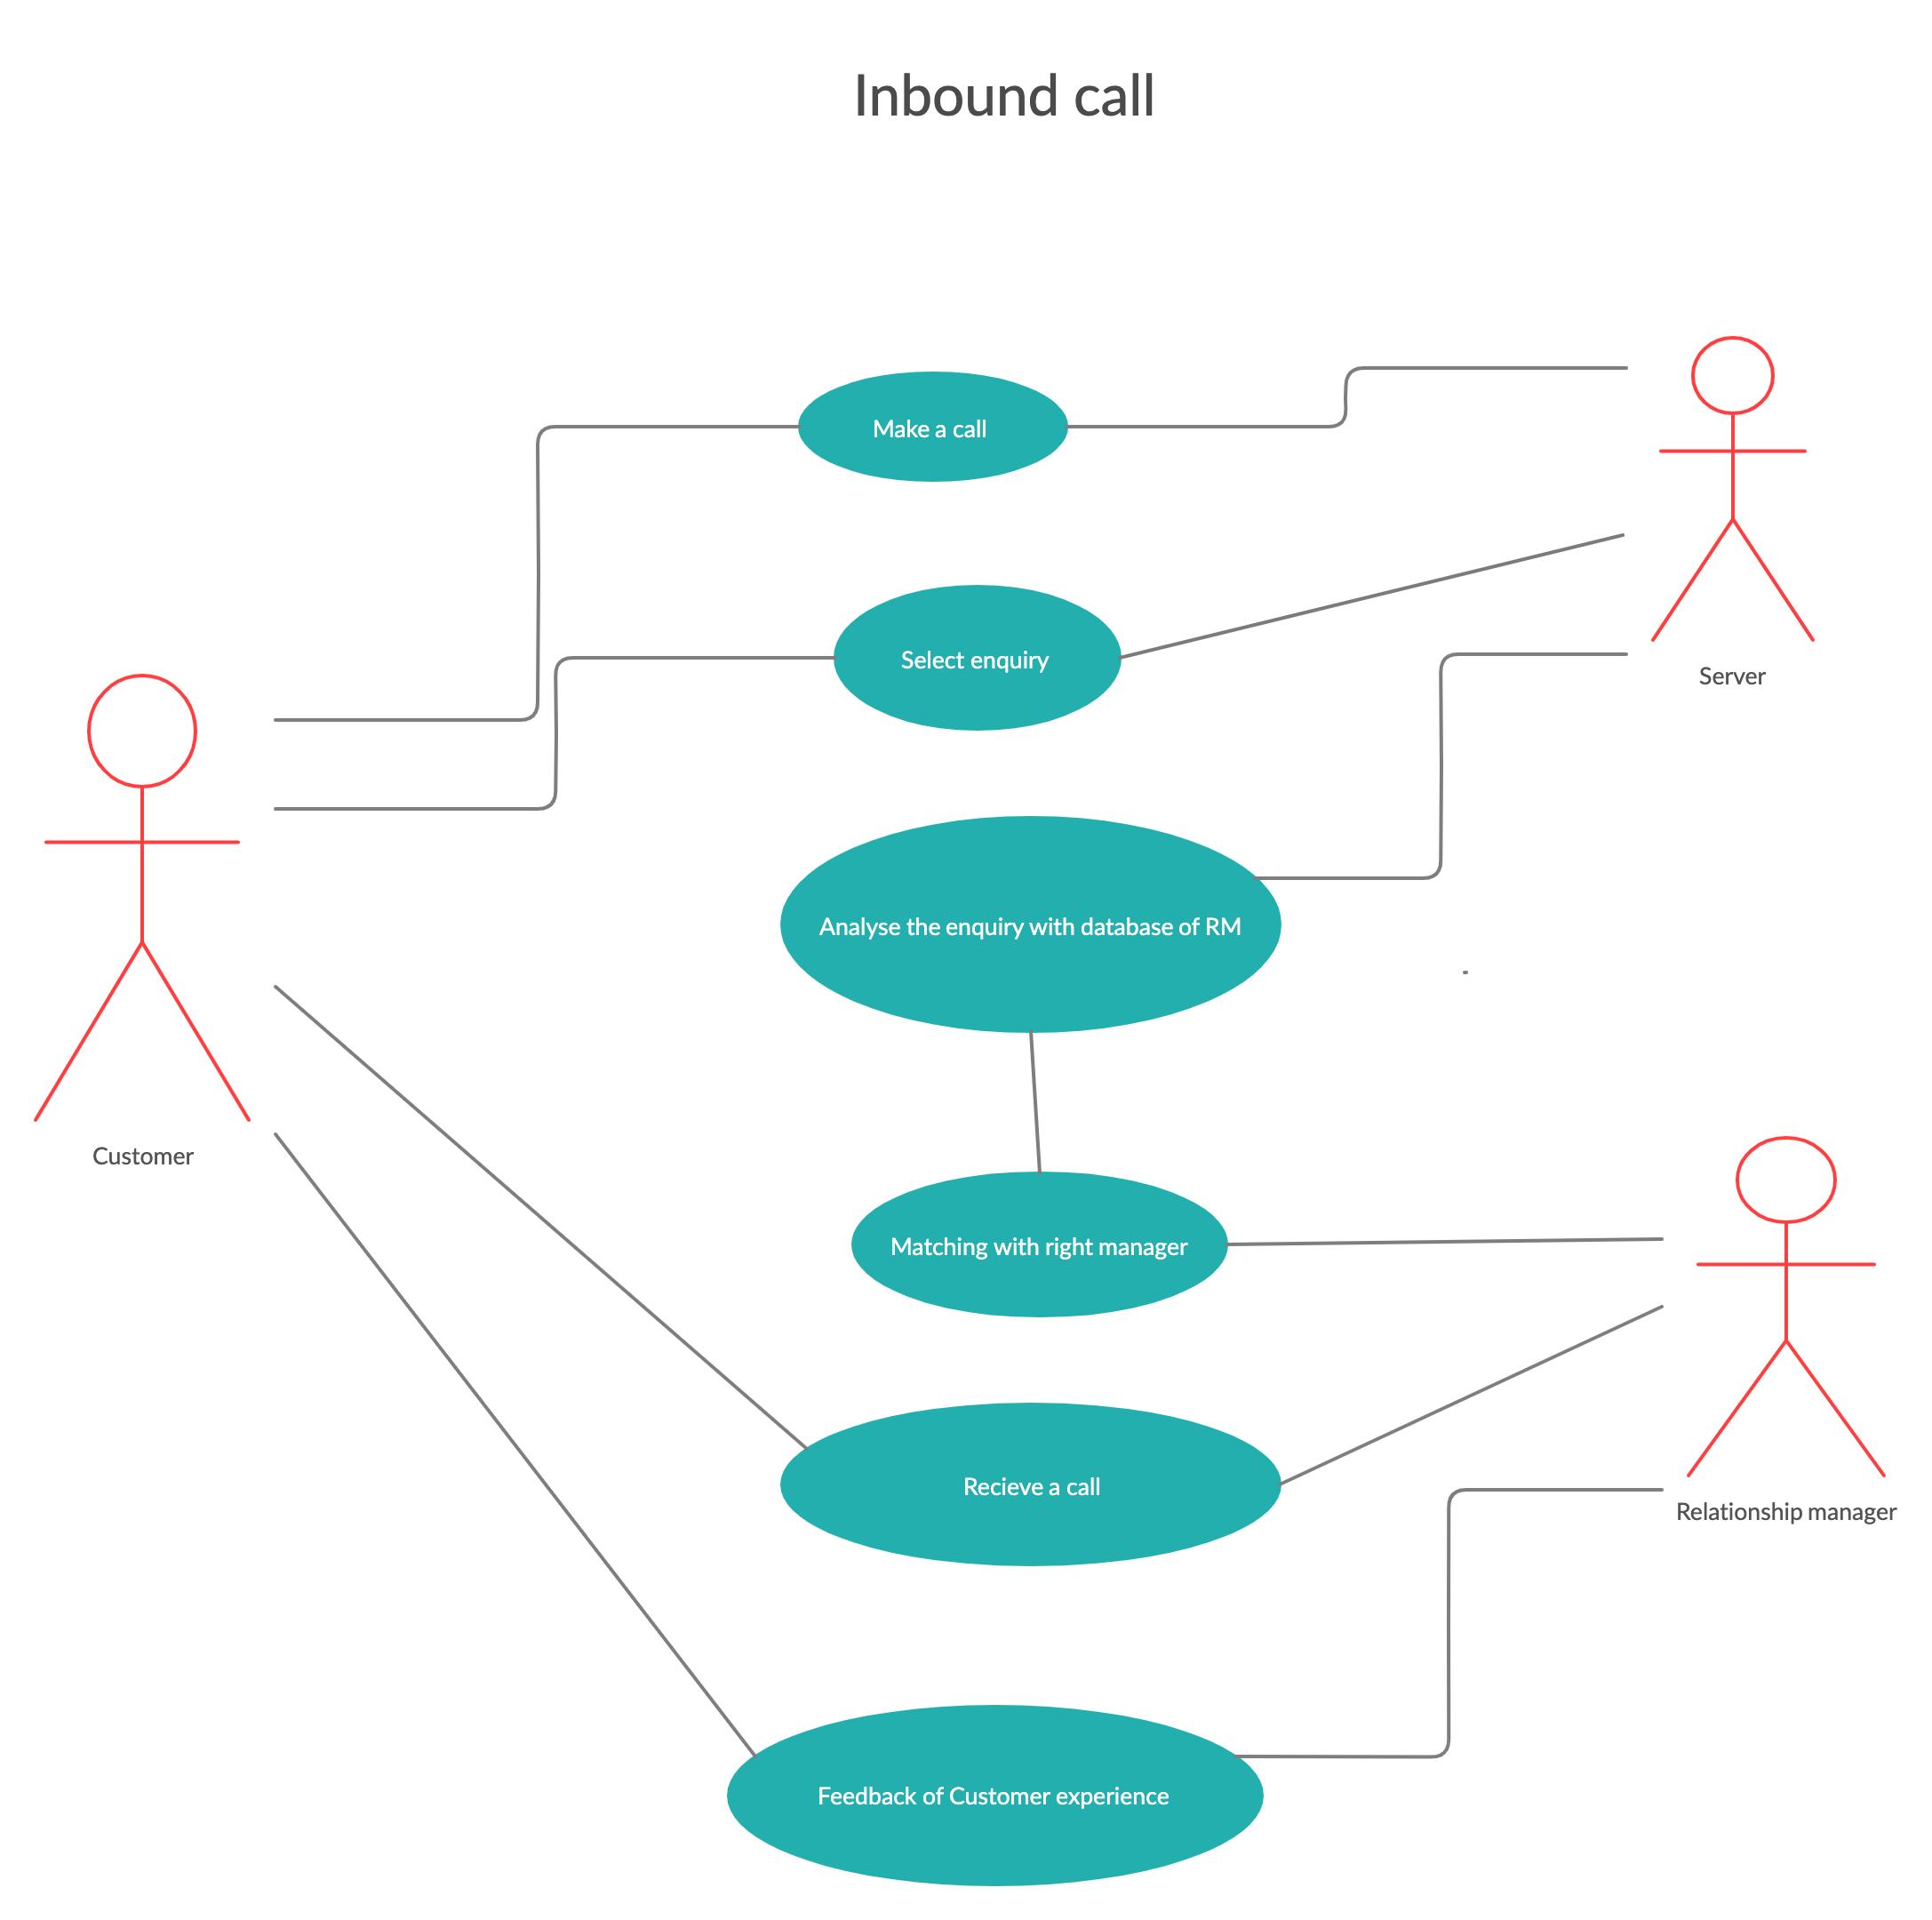 Inbound call
Make a call
Select enquiry
Server
Analyse the enquiry with database of RM
Customer
Matching with right manager
Recieve a call
Relationship manager
Feedback of Customer experience